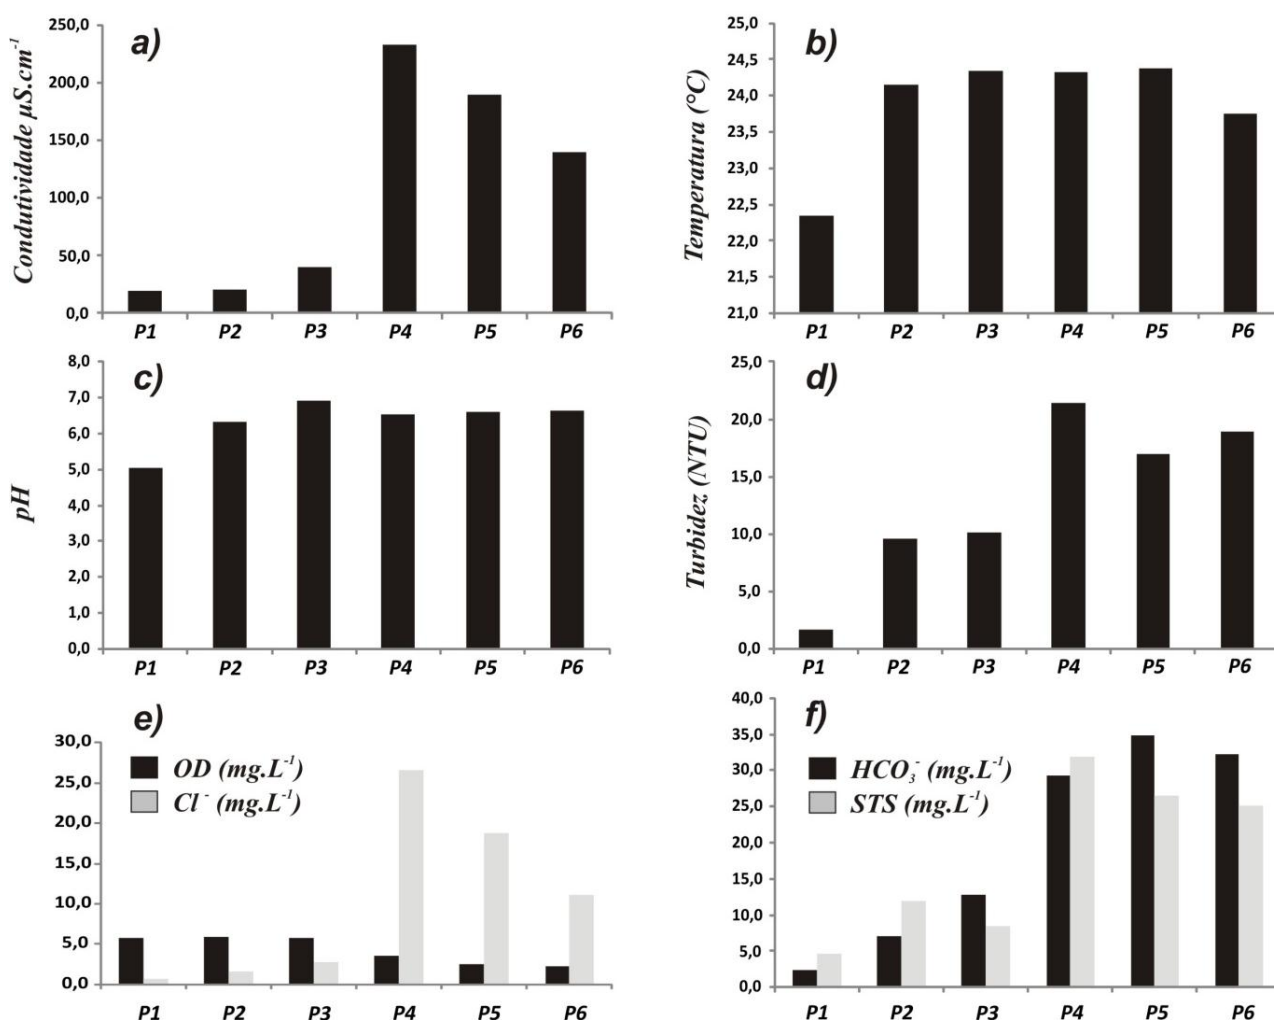 a)
Condutividade µS.cm⁻¹
250,0
200,0
150,0
100,0
50,0
0,0
P1 P2 P3 P4 P5 P6
b)
Temperatura (°C)
25,0
24,5
24,0
23,5
23,0
22,5
22,0
21,5
21,0
P1 P2 P3 P4 P5 P6
c)
pH
8,0
7,0
6,0
5,0
4,0
3,0
2,0
1,0
0,0
P1 P2 P3 P4 P5 P6
d)
Turbidez (NTU)
25,0
20,0
15,0
10,0
5,0
0,0
P1 P2 P3 P4 P5 P6
e)
OD (mg.L⁻¹)
Cl⁻ (mg.L⁻¹)
30,0
25,0
20,0
15,0
10,0
5,0
0,0
P1 P2 P3 P4 P5 P6
f)
HCO₃⁻ (mg.L⁻¹)
STS (mg.L⁻¹)
40,0
35,0
30,0
25,0
20,0
15,0
10,0
5,0
0,0
P1 P2 P3 P4 P5 P6